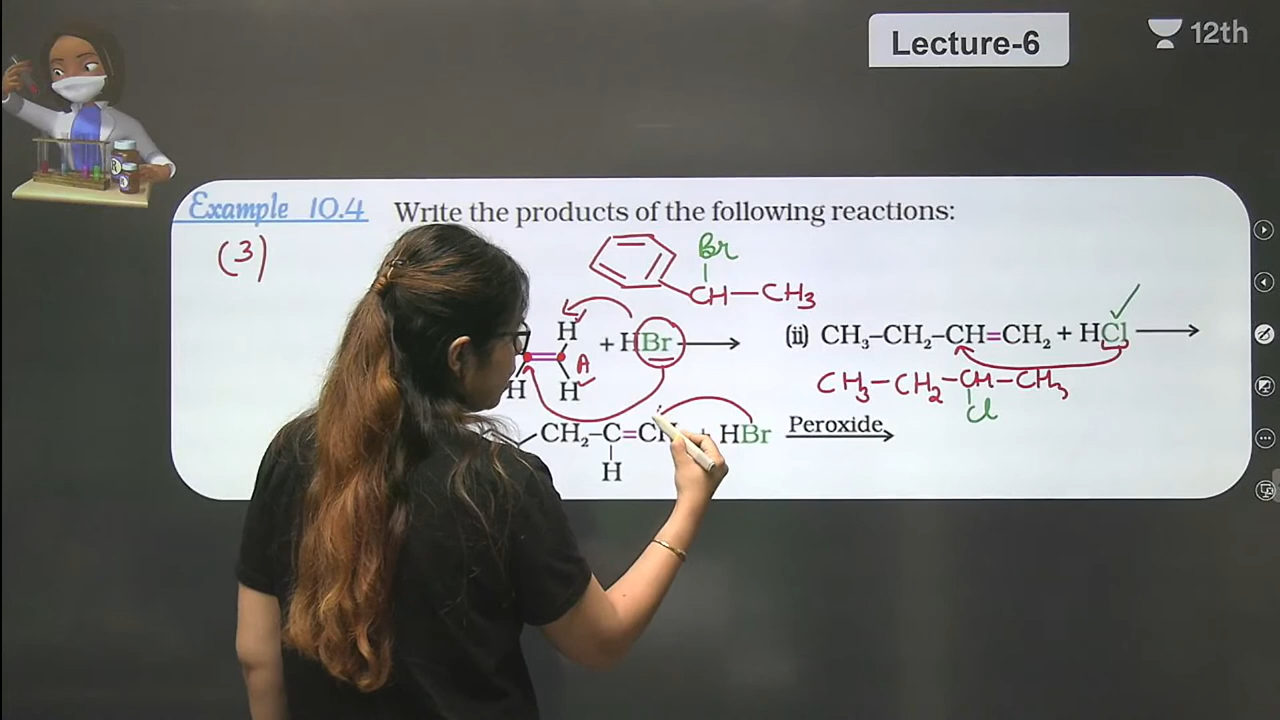 Lecture-6
12th
Example 10.4 Write the products of the following reactions:
(3)
Br
CH–CH₃
H
+ HBr ⟶
(ii) CH₃–CH₂–CH=CH₂ + HCl ⟶
A
H H
CH₃–CH₂–CH–CH₃
Cl
CH₂–C=CH + HBr Peroxide
H